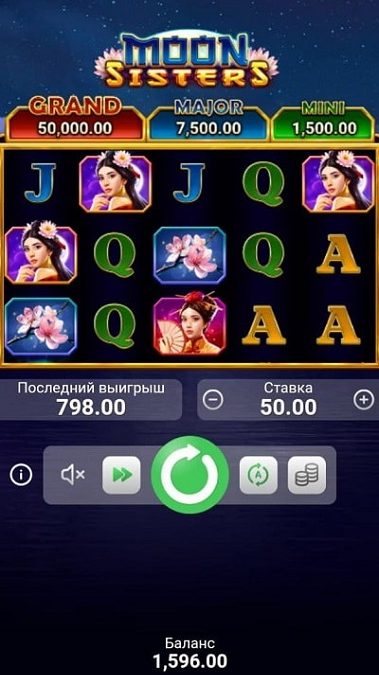 MOON
SISTERS
GRAND MAJOR MINI
50,000.00 7,500.00 1,500.00
J J Q
Q Q A
Q A A
Последний выигрыш Ставка
798.00 50.00
i A
Баланс
1,596.00